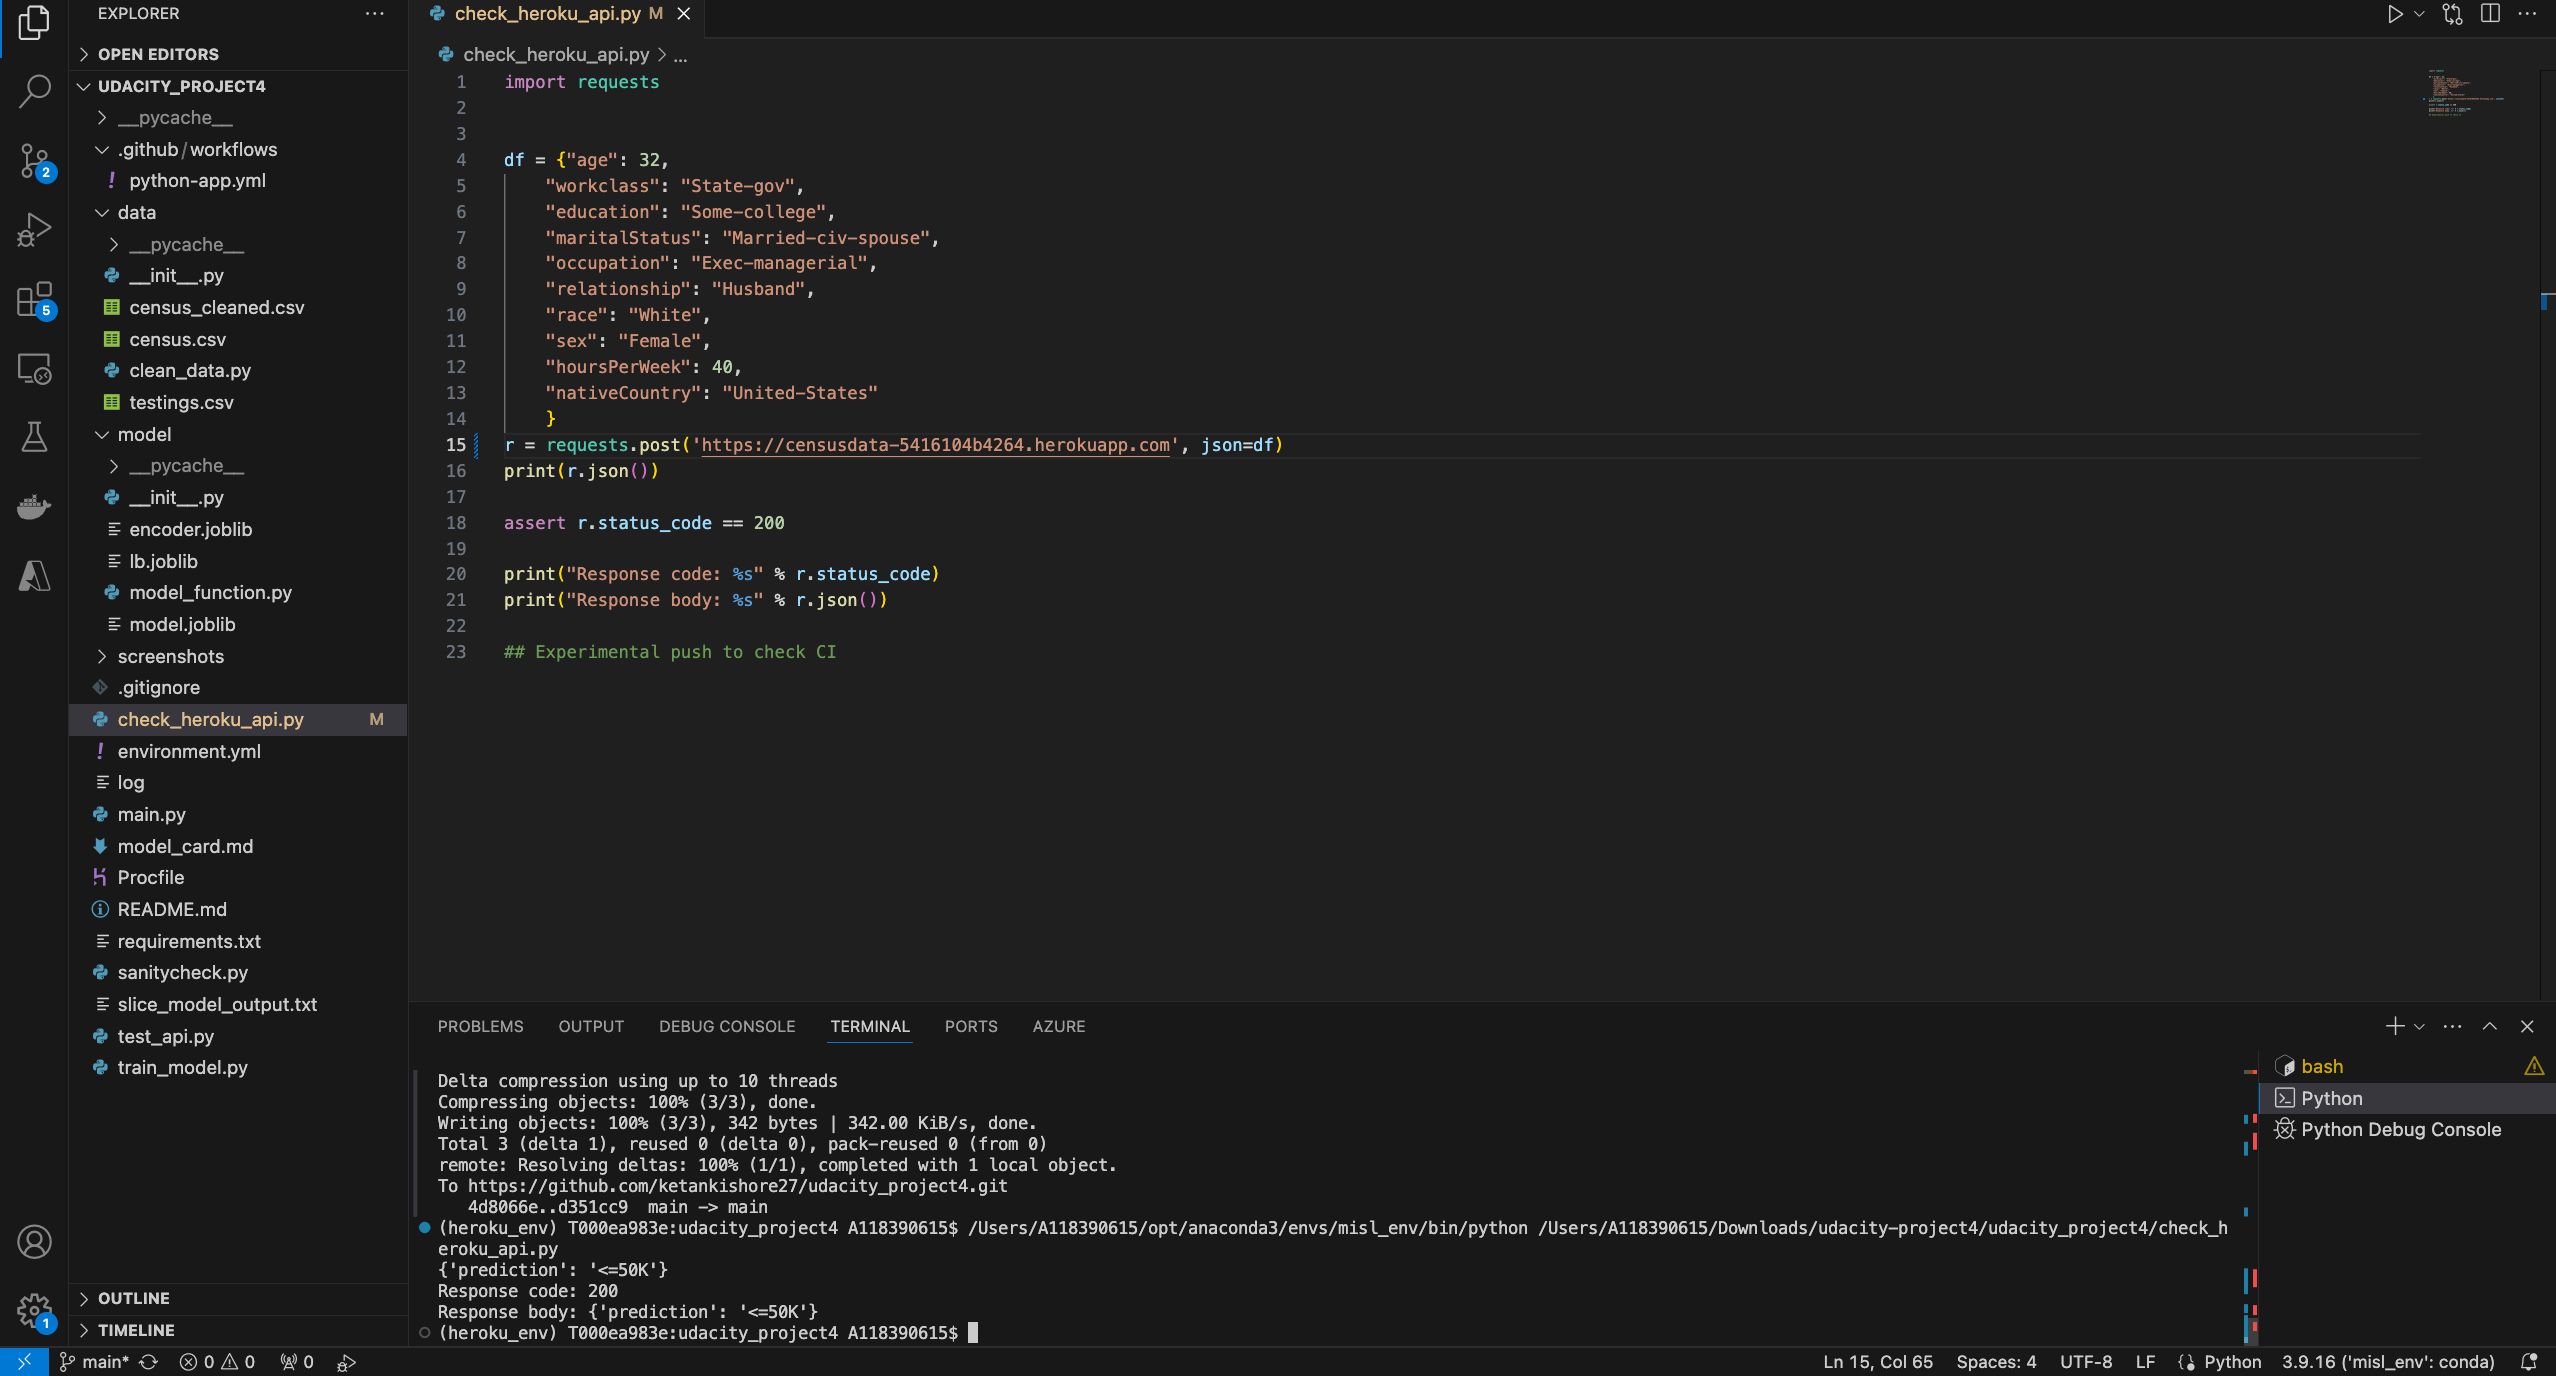 EXPLORER
OPEN EDITORS
UDACITY_PROJECT4
__pycache__
.github/workflows
python-app.yml
data
__pycache__
__init__.py
census_cleaned.csv
census.csv
clean_data.py
testings.csv
model
__pycache__
__init__.py
encoder.joblib
lb.joblib
model_function.py
model.joblib
screenshots
.gitignore
check_heroku_api.py M
environment.yml
log
main.py
model_card.md
Procfile
README.md
requirements.txt
sanitycheck.py
slice_model_output.txt
test_api.py
train_model.py
OUTLINE
TIMELINE
2
5
1
check_heroku_api.py M
check_heroku_api.py > ...
1 import requests
2
3
4 df = {"age": 32,
5 "workclass": "State-gov",
6 "education": "Some-college",
7 "maritalStatus": "Married-civ-spouse",
8 "occupation": "Exec-managerial",
9 "relationship": "Husband",
10 "race": "White",
11 "sex": "Female",
12 "hoursPerWeek": 40,
13 "nativeCountry": "United-States"
14 }
15 r = requests.post('https://censusdata-5416104b4264.herokuapp.com', json=df)
16 print(r.json())
17
18 assert r.status_code == 200
19
20 print("Response code: %s" % r.status_code)
21 print("Response body: %s" % r.json())
22
23 ## Experimental push to check CI
PROBLEMS OUTPUT DEBUG CONSOLE TERMINAL PORTS AZURE
Delta compression using up to 10 threads
Compressing objects: 100% (3/3), done.
Writing objects: 100% (3/3), 342 bytes | 342.00 KiB/s, done.
Total 3 (delta 1), reused 0 (delta 0), pack-reused 0 (from 0)
remote: Resolving deltas: 100% (1/1), completed with 1 local object.
To https://github.com/ketankishore27/udacity_project4.git
4d8066e..d351cc9 main -> main
(heroku_env) T000ea983e:udacity_project4 A118390615$ /Users/A118390615/opt/anaconda3/envs/misl_env/bin/python /Users/A118390615/Downloads/udacity-project4/udacity_project4/check_h
eroku_api.py
{'prediction': '<=50K'}
Response code: 200
Response body: {'prediction': '<=50K'}
(heroku_env) T000ea983e:udacity_project4 A118390615$
bash
Python
Python Debug Console
main* 0 0 0 Ln 15, Col 65 Spaces: 4 UTF-8 LF Python 3.9.16 ('misl_env': conda)